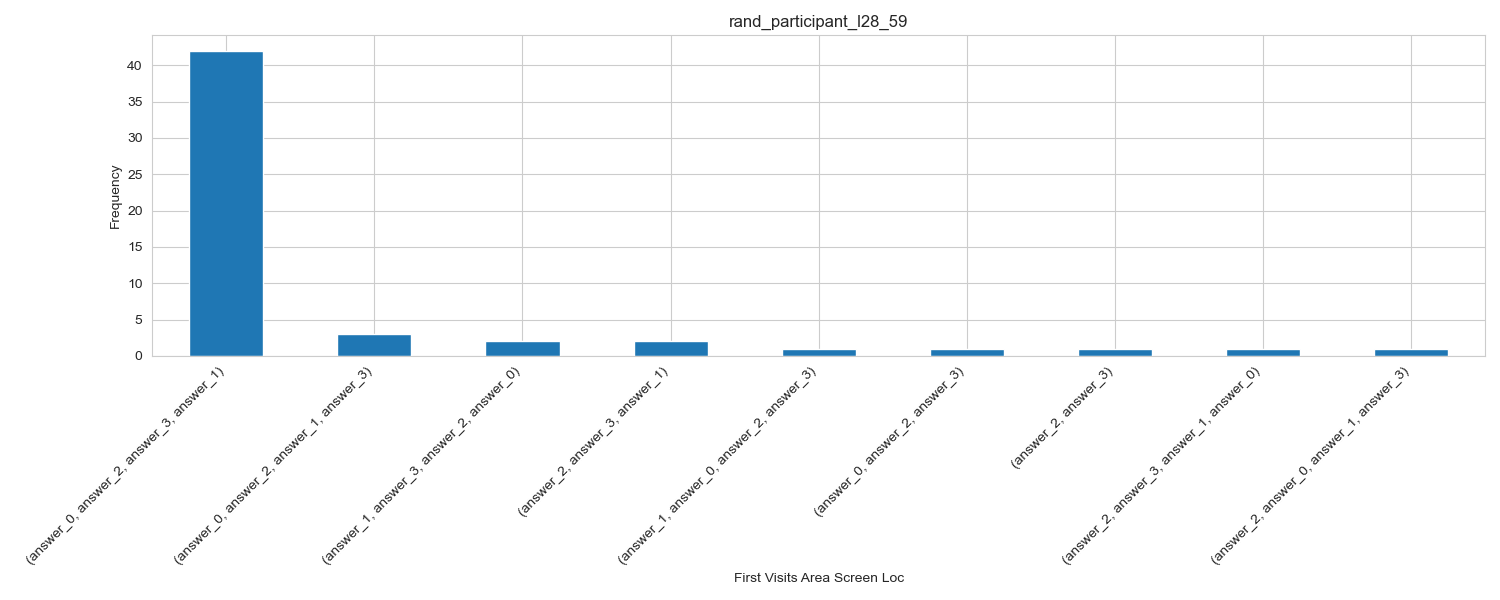 rand_participant_l28_59
Frequency
40
35
30
25
20
15
10
5
0
(answer_0, answer_2, answer_3, answer_1)
(answer_0, answer_2, answer_1, answer_3)
(answer_1, answer_3, answer_2, answer_0)
(answer_2, answer_3, answer_1)
(answer_1, answer_0, answer_2, answer_3)
(answer_0, answer_2, answer_3)
(answer_2, answer_3)
(answer_2, answer_3, answer_1, answer_0)
(answer_2, answer_0, answer_1, answer_3)
First Visits Area Screen Loc